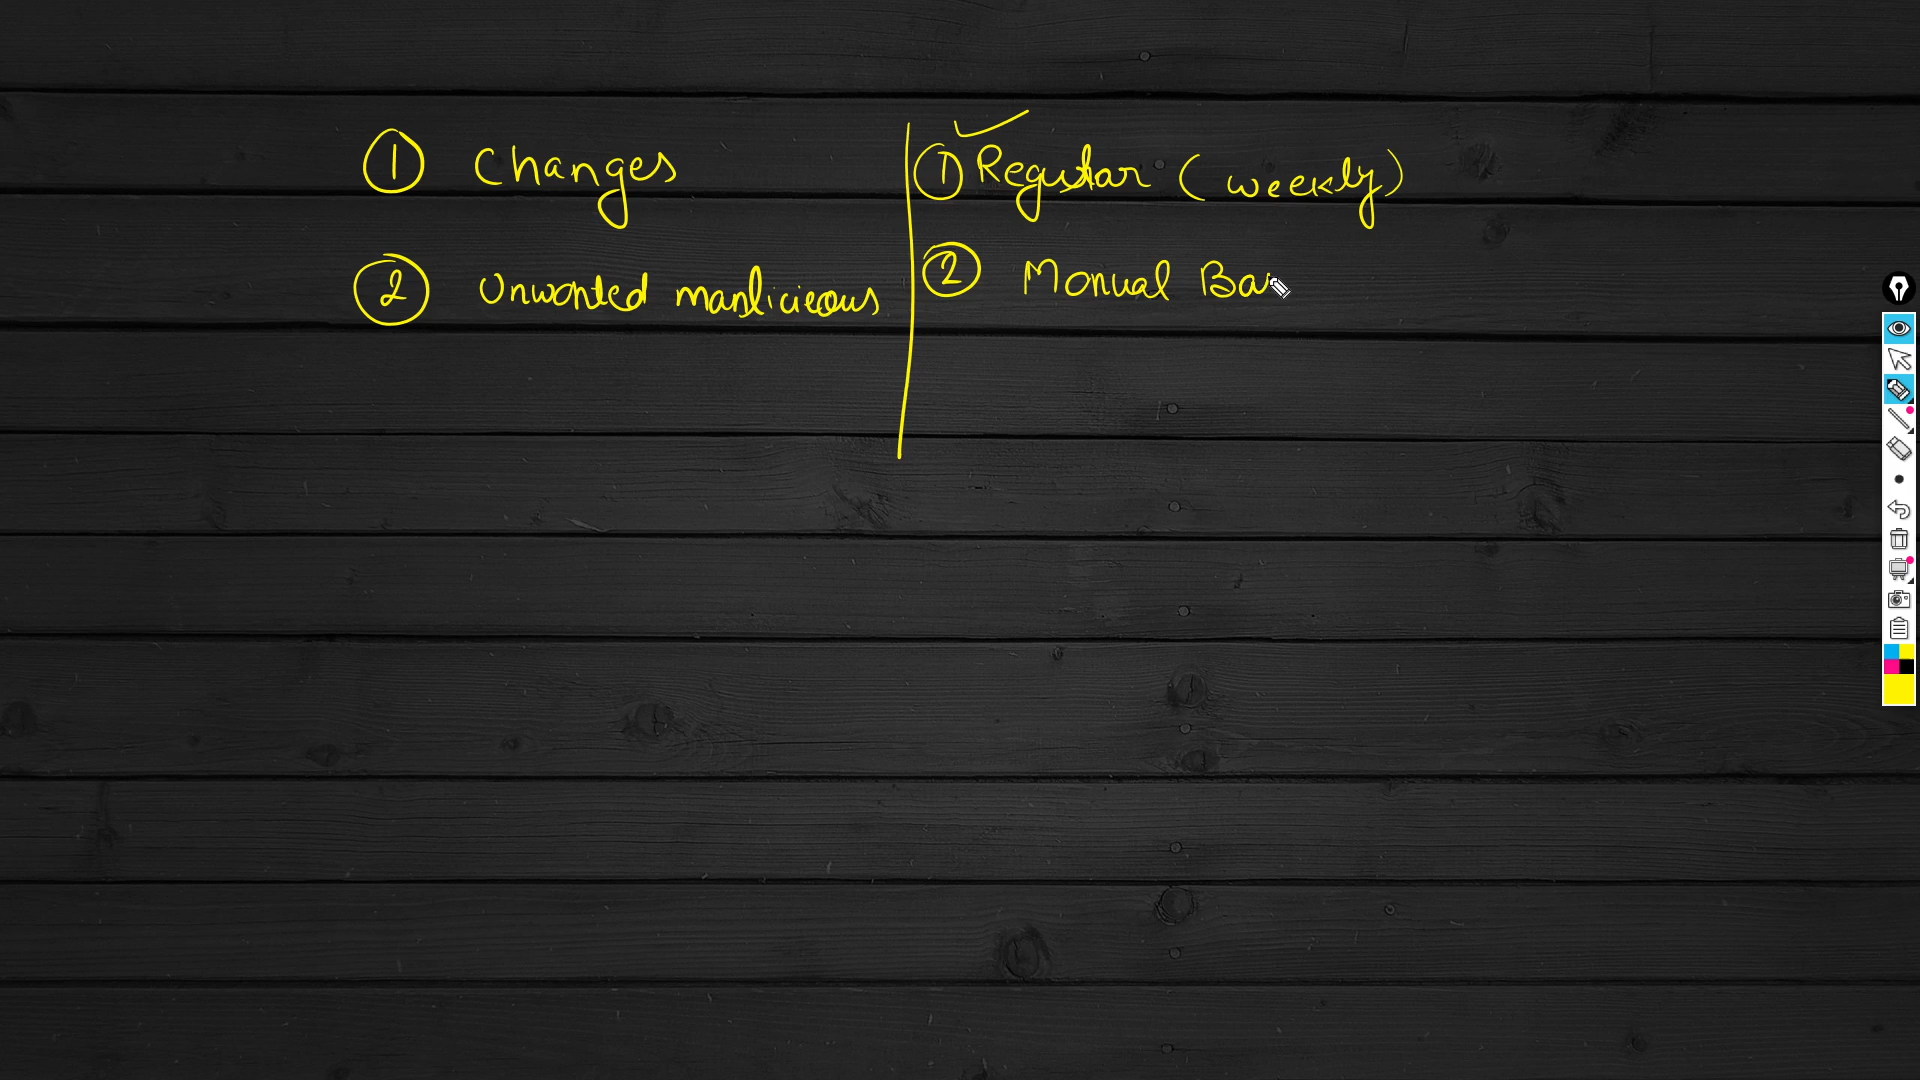 ① Changes
② Unwanted manlicieous
① Regular (weekly)
② Manual Ba